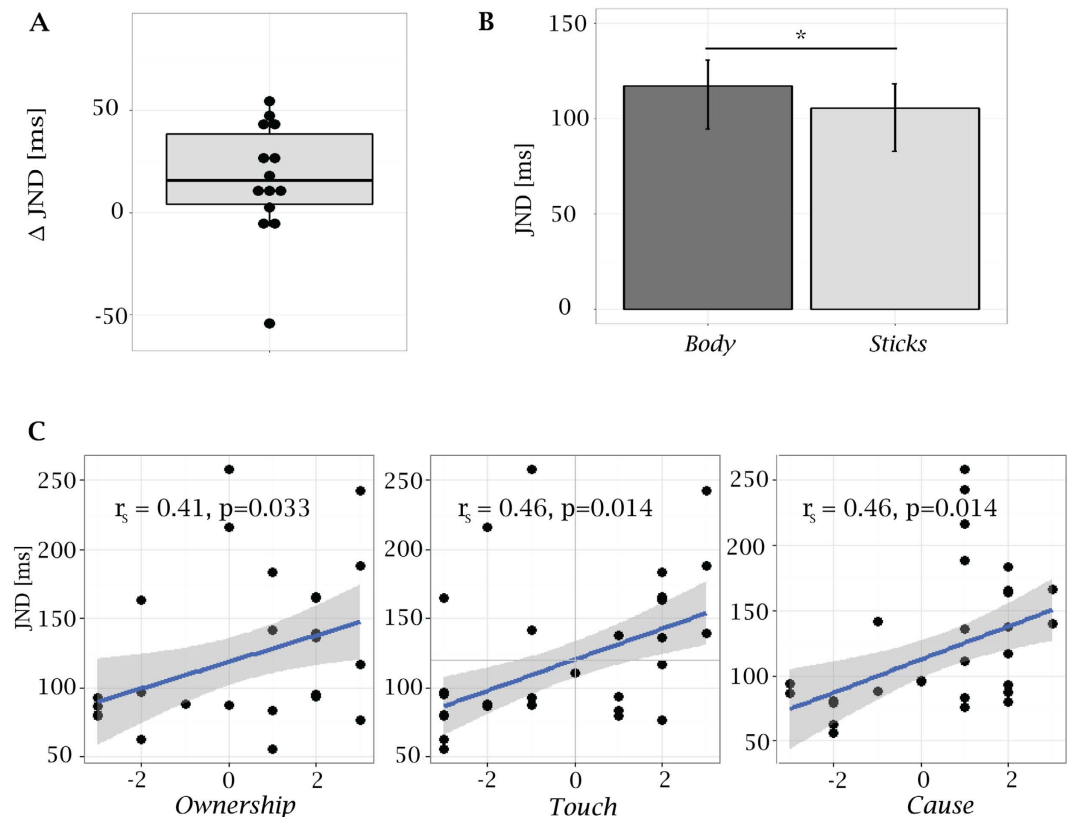 A
Δ JND [ms]
50
0
-50
B
JND [ms]
150
100
50
0
*
Body
Sticks
C
JND [ms]
250
200
150
100
50
r_s = 0.41, p=0.033
-2
0
2
Ownership
250
200
150
100
50
r_s = 0.46, p=0.014
-2
0
2
Touch
250
200
150
100
50
r_s = 0.46, p=0.014
-2
0
2
Cause